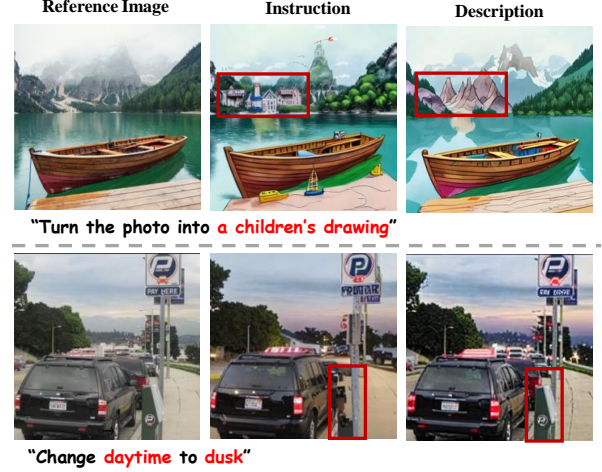 Reference Image Instruction Description
"Turn the photo into a children's drawing"
P
PAY HERE
P
P
"Change daytime to dusk"